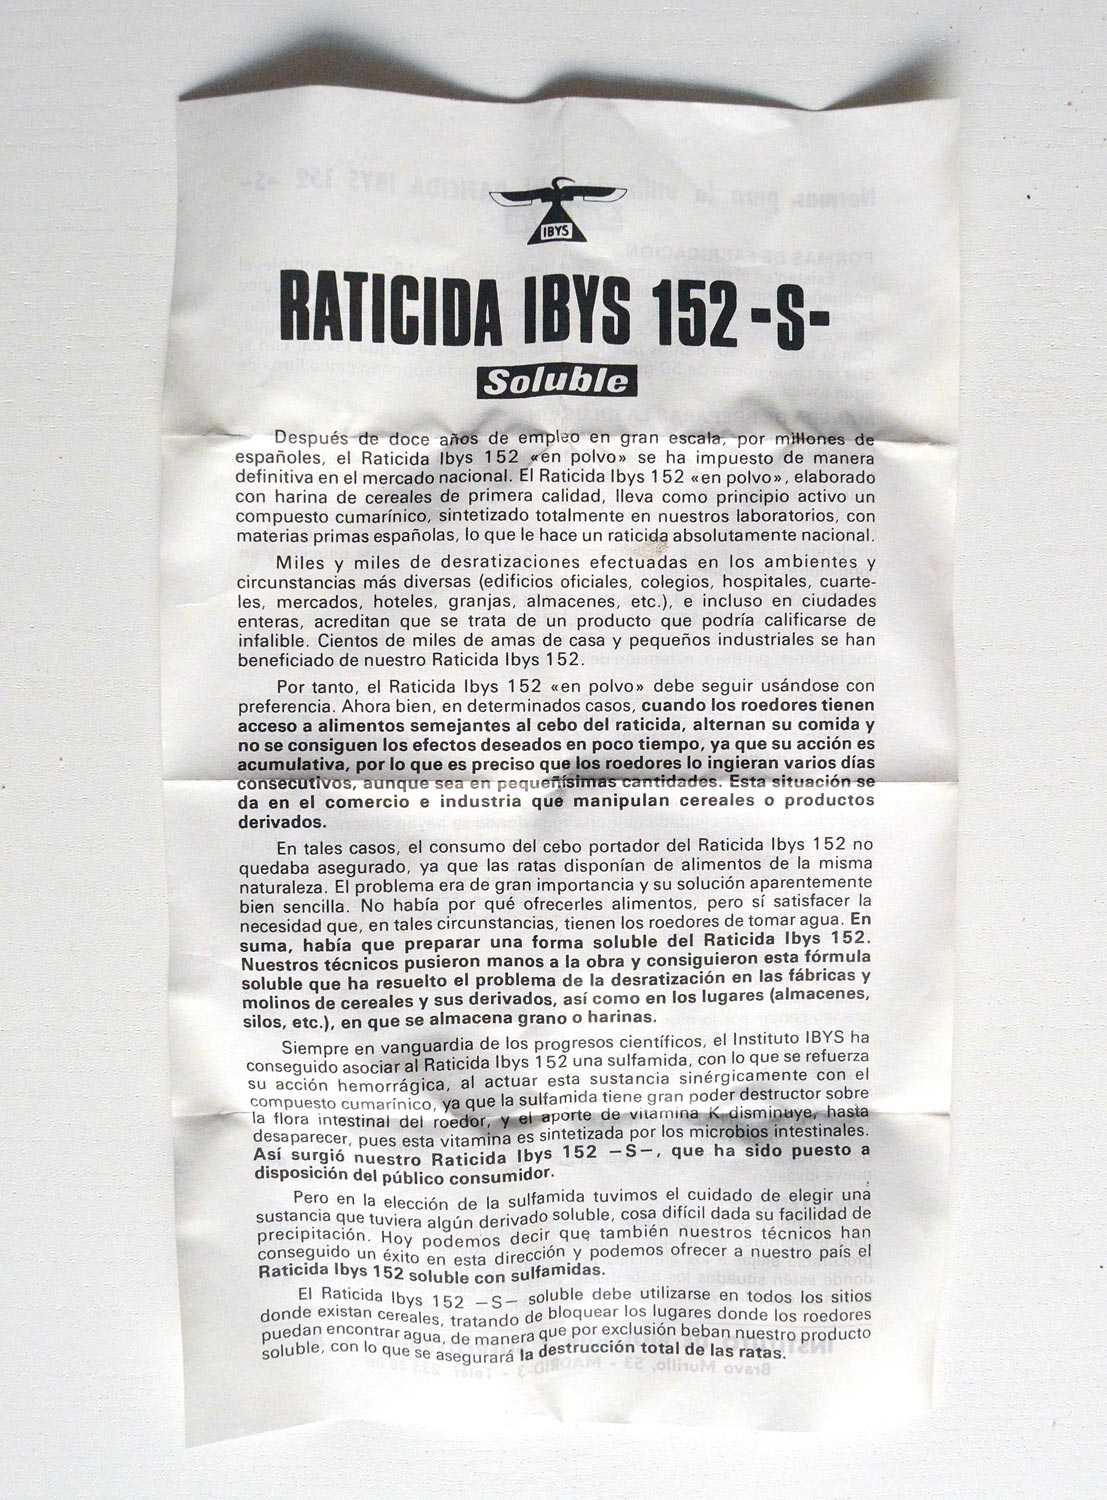 IBYS
RATICIDA IBYS 152 -S-
Soluble
Después de doce años de empleo en gran escala, por millones de
españoles, el Raticida Ibys 152 «en polvo» se ha impuesto de manera
definitiva en el mercado nacional. El Raticida Ibys 152 «en polvo», elaborado
con harina de cereales de primera calidad, lleva como principio activo un
compuesto cumarínico, sintetizado totalmente en nuestros laboratorios, con
materias primas españolas, lo que le hace un raticida absolutamente nacional.
Miles y miles de desratizaciones efectuadas en los ambientes y
circunstancias más diversas (edificios oficiales, colegios, hospitales, cuarte-
les, mercados, hoteles, granjas, almacenes, etc.), e incluso en ciudades
enteras, acreditan que se trata de un producto que podría calificarse de
infalible. Cientos de miles de amas de casa y pequeños industriales se han
beneficiado de nuestro Raticida Ibys 152.
Por tanto, el Raticida Ibys 152 «en polvo» debe seguir usándose con
preferencia. Ahora bien, en determinados casos, cuando los roedores tienen
acceso a alimentos semejantes al cebo del raticida, alternan su comida y
no se consiguen los efectos deseados en poco tiempo, ya que su acción es
acumulativa, por lo que es preciso que los roedores lo ingieran varios días
consecutivos, aunque sea en pequeñísimas cantidades. Esta situación se
da en el comercio e industria que manipulan cereales o productos
derivados.
En tales casos, el consumo del cebo portador del Raticida Ibys 152 no
quedaba asegurado, ya que las ratas disponían de alimentos de la misma
naturaleza. El problema era de gran importancia y su solución aparentemente
bien sencilla. No había por qué ofrecerles alimentos, pero sí satisfacer la
necesidad que, en tales circunstancias, tienen los roedores de tomar agua. En
suma, había que preparar una forma soluble del Raticida Ibys 152.
Nuestros técnicos pusieron manos a la obra y consiguieron esta fórmula
soluble que ha resuelto el problema de la desratización en las fábricas y
molinos de cereales y sus derivados, así como en los lugares (almacenes,
silos, etc.), en que se almacena grano o harinas.
Siempre en vanguardia de los progresos científicos, el Instituto IBYS ha
conseguido asociar al Raticida Ibys 152 una sulfamida, con lo que se refuerza
su acción hemorrágica, al actuar esta sustancia sinérgicamente con el
compuesto cumarínico, ya que la sulfamida tiene gran poder destructor sobre
la flora intestinal del roedor, y el aporte de vitamina K disminuye, hasta
desaparecer, pues esta vitamina es sintetizada por los microbios intestinales.
Así surgió nuestro Raticida Ibys 152 —S—, que ha sido puesto a
disposición del público consumidor.
Pero en la elección de la sulfamida tuvimos el cuidado de elegir una
sustancia que tuviera algún derivado soluble, cosa difícil dada su facilidad de
precipitación. Hoy podemos decir que también nuestros técnicos han
conseguido un éxito en esta dirección y podemos ofrecer a nuestro país el
Raticida Ibys 152 soluble con sulfamidas.
El Raticida Ibys 152 —S— soluble debe utilizarse en todos los sitios
donde existan cereales, tratando de bloquear los lugares donde los roedores
puedan encontrar agua, de manera que por exclusión beban nuestro producto
soluble, con lo que se asegurará la destrucción total de las ratas.